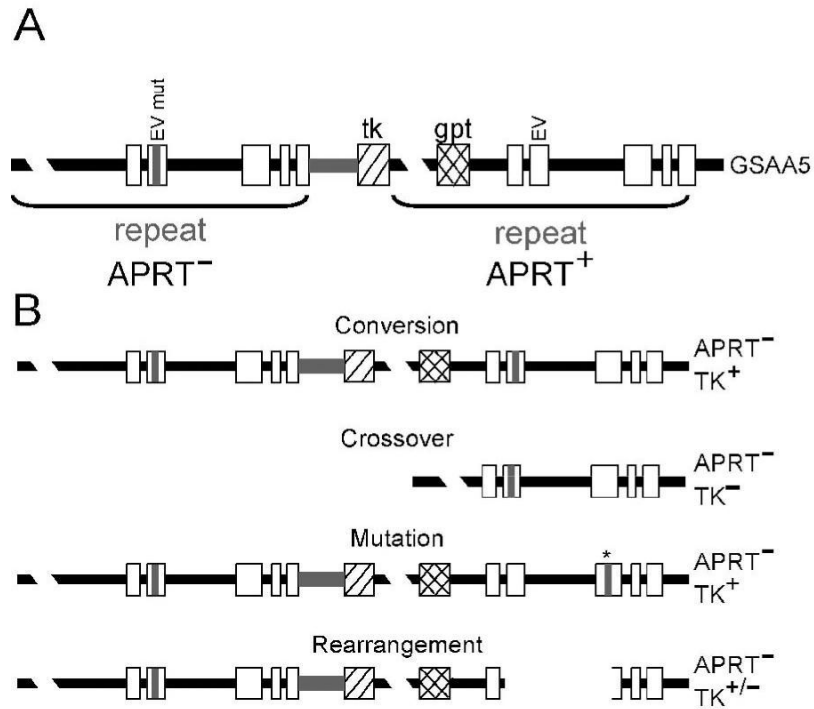 A
EV mut
tk
gpt
EV
GSAA5
repeat
repeat
APRT⁻
APRT⁺
B
Conversion
APRT⁻
TK⁺
Crossover
APRT⁻
TK⁻
Mutation
*
APRT⁻
TK⁺
Rearrangement
APRT⁻
TK⁺/⁻